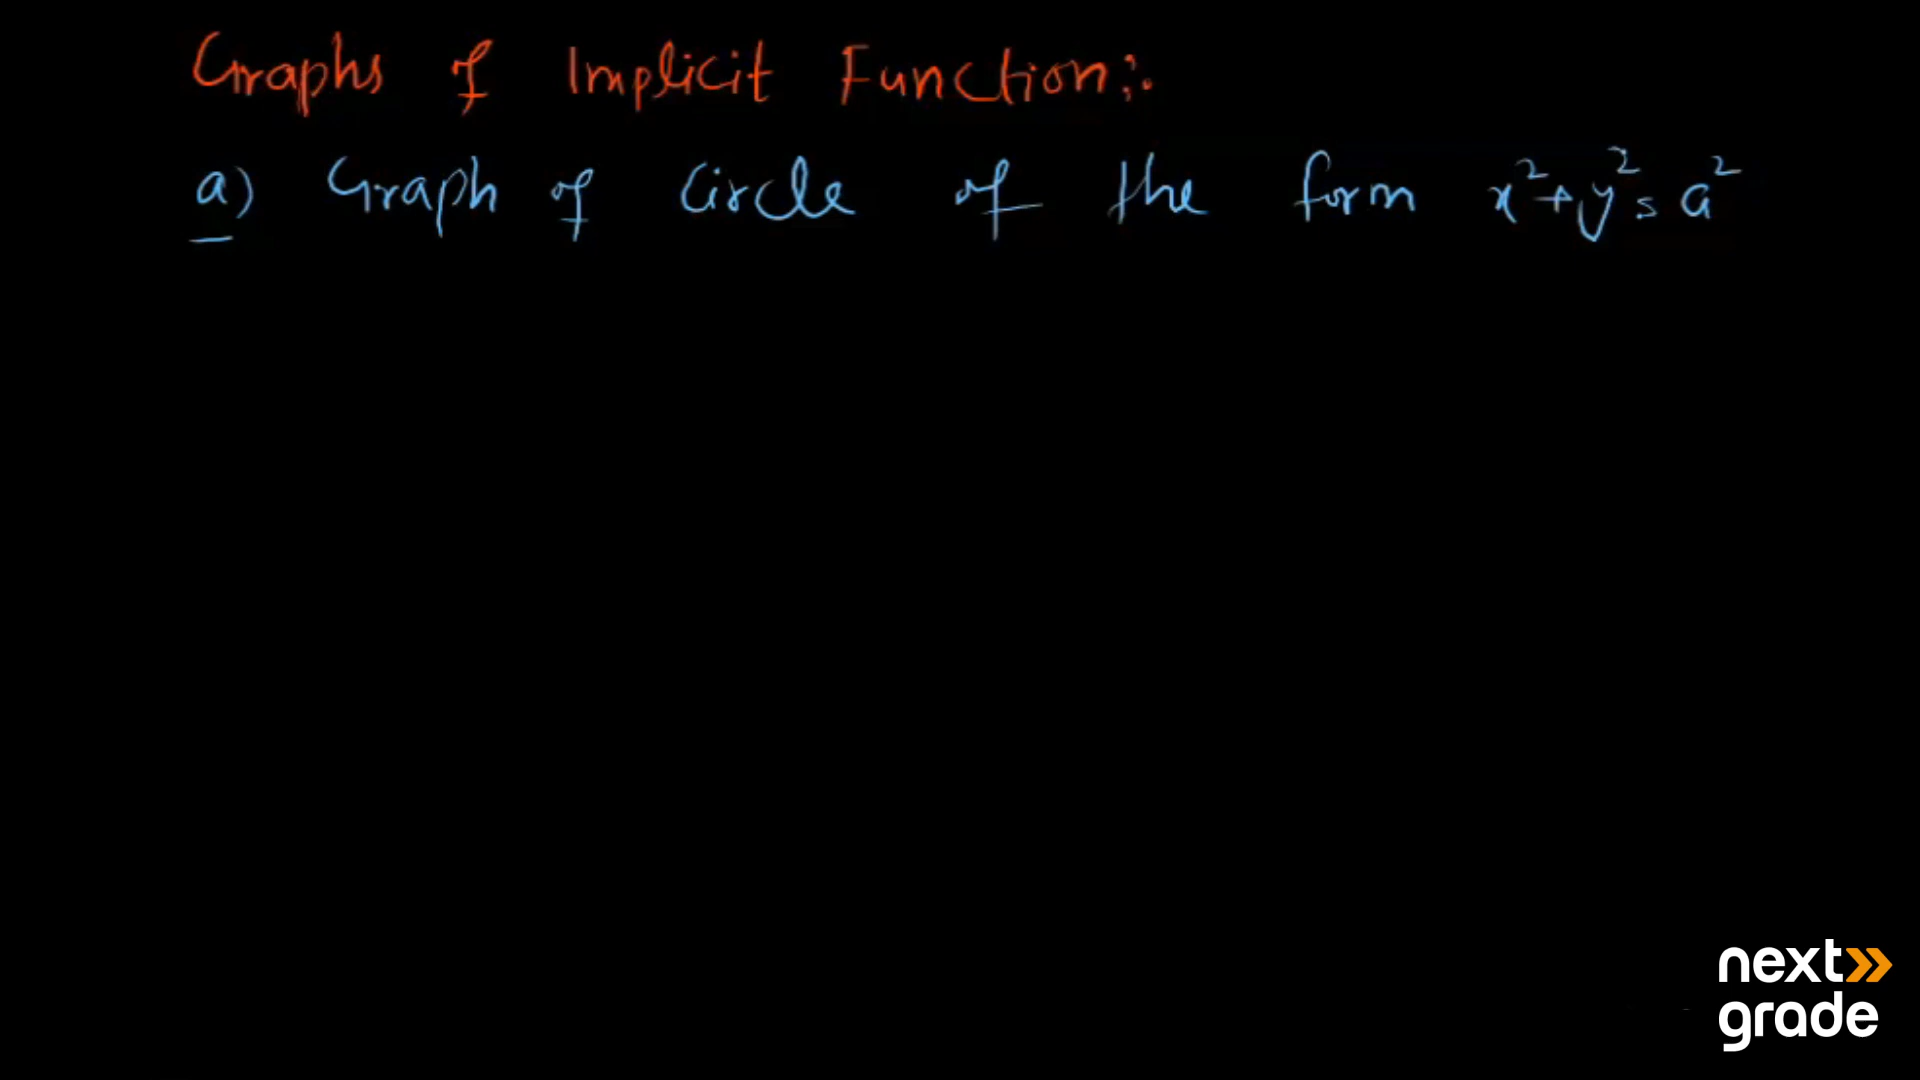 Graphs of Implicit Function:-
a) Graph of Circle of the form x²+y²=a²
next
grade